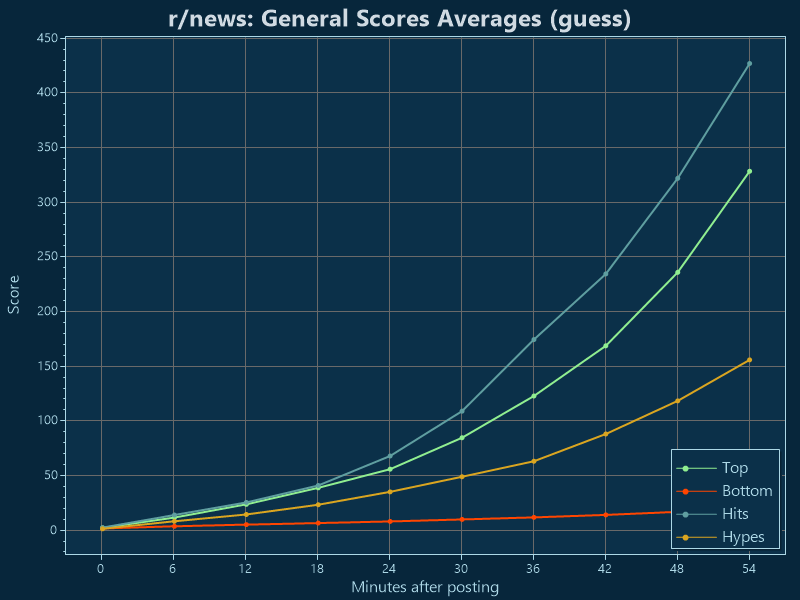 r/news: General Scores Averages (guess)
450
400
350
300
250
200
150
100
50
0
Score
0 6 12 18 24 30 36 42 48 54
Minutes after posting
Top
Bottom
Hits
Hypes